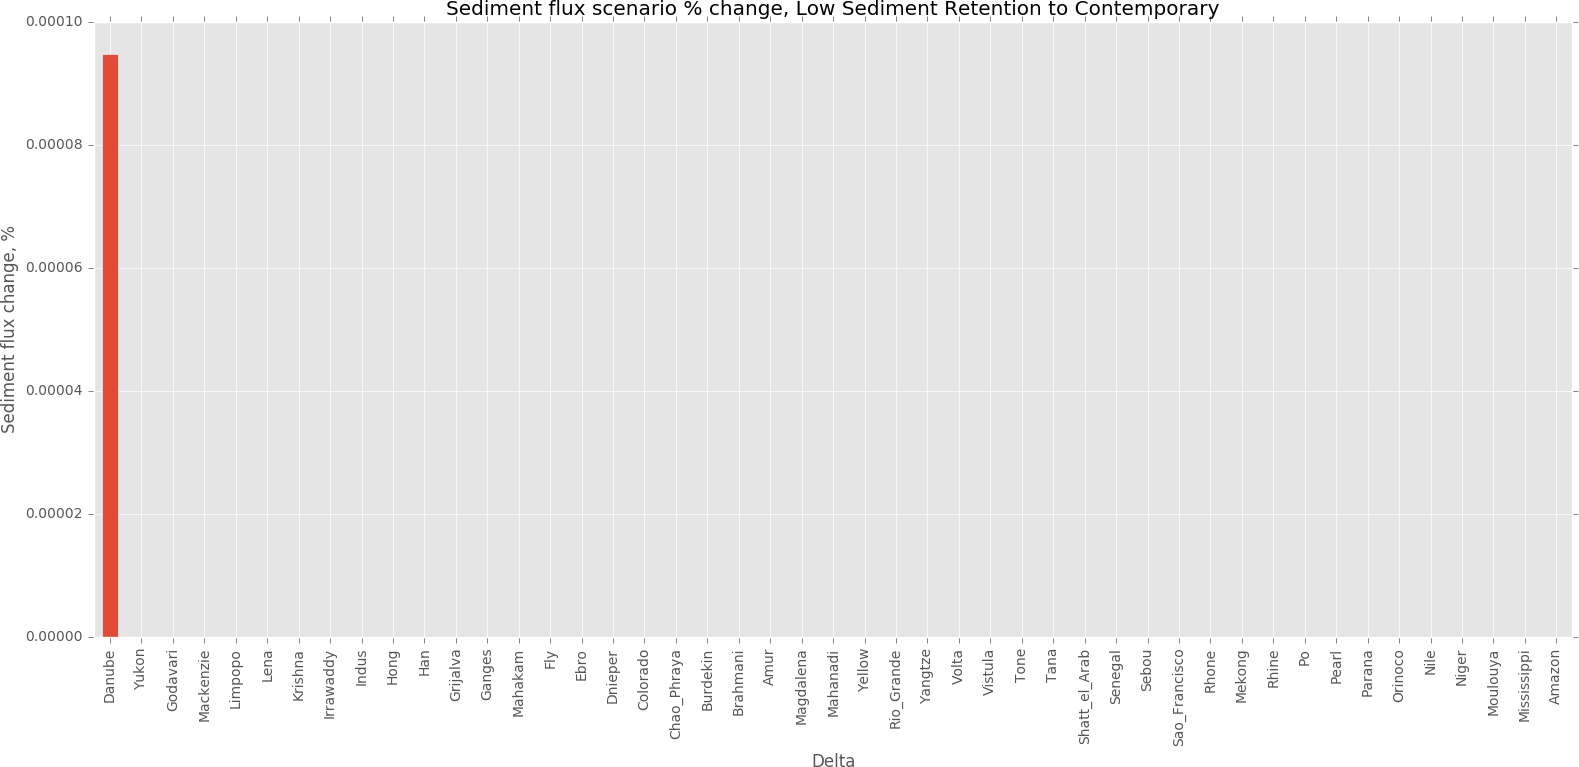 Sediment flux scenario % change, Low Sediment Retention to Contemporary
Sediment flux change, %
0.00010
0.00008
0.00006
0.00004
0.00002
0.00000
Danube
Yukon
Godavari
Mackenzie
Limpopo
Lena
Krishna
Irrawaddy
Indus
Hong
Han
Grijalva
Ganges
Mahakam
Fly
Ebro
Dnieper
Colorado
Chao_Phraya
Burdekin
Brahmani
Amur
Magdalena
Mahanadi
Yellow
Rio_Grande
Yangtze
Volta
Vistula
Tone
Tana
Shatt_el_Arab
Senegal
Sebou
Sao_Francisco
Rhone
Mekong
Rhine
Po
Pearl
Parana
Orinoco
Nile
Niger
Moulouya
Mississippi
Amazon
Delta